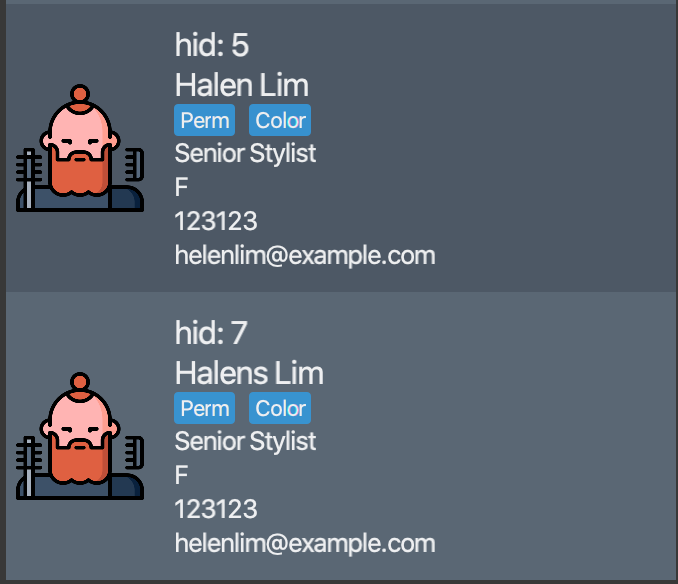 hid: 5
Halen Lim
Perm Color
Senior Stylist
F
123123
helenlim@example.com
hid: 7
Halens Lim
Perm Color
Senior Stylist
F
123123
helenlim@example.com